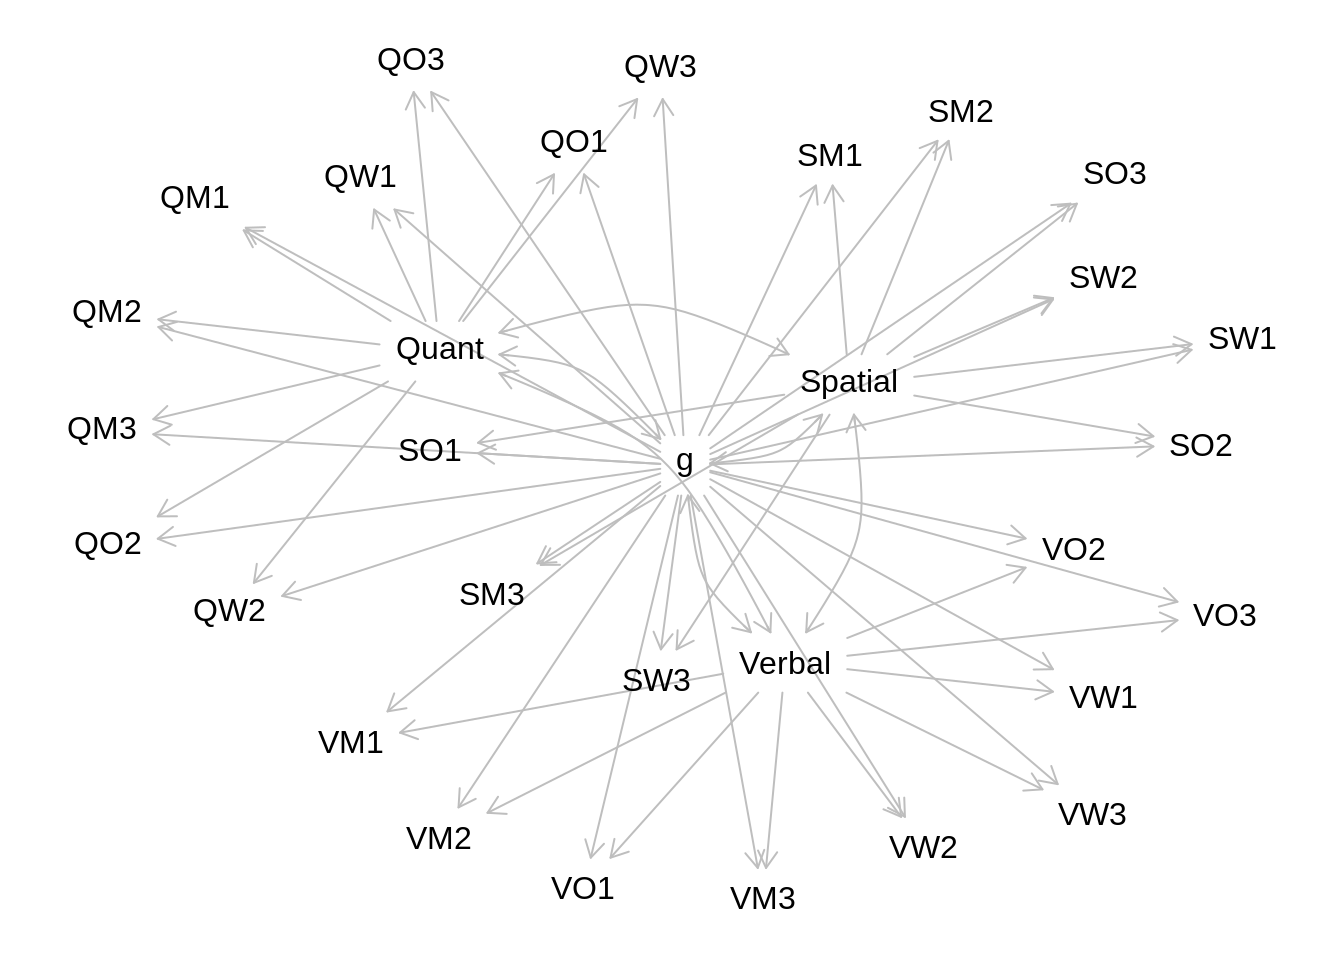 QO3
QW3
SM2
QO1
SM1
QW1
SO3
QM1
SW2
QM2
SW1
Quant
Spatial
QM3
SO1
g
SO2
QO2
VO2
SM3
QW2
VO3
Verbal
SW3
VW1
VM1
VW3
VM2
VW2
VO1
VM3